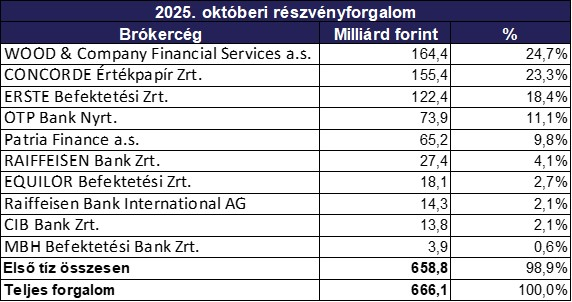 2025. októberi részvényforgalom
Brókercég Milliárd forint %
WOOD & Company Financial Services a.s. 164,4 24,7%
CONCORDE Értékpapír Zrt. 155,4 23,3%
ERSTE Befektetési Zrt. 122,4 18,4%
OTP Bank Nyrt. 73,9 11,1%
Patria Finance a.s. 65,2 9,8%
RAIFFEISEN Bank Zrt. 27,4 4,1%
EQUILOR Befektetési Zrt. 18,1 2,7%
Raiffeisen Bank International AG 14,3 2,1%
CIB Bank Zrt. 13,8 2,1%
MBH Befektetési Bank Zrt. 3,9 0,6%
Első tíz összesen 658,8 98,9%
Teljes forgalom 666,1 100,0%